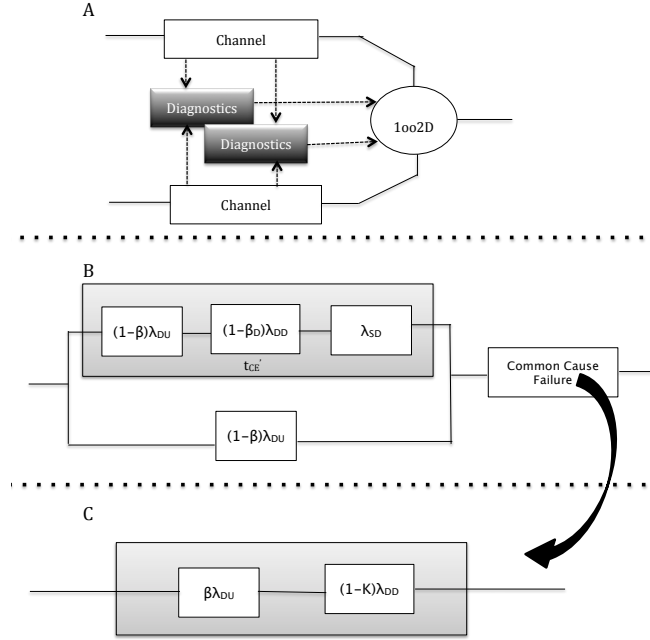 A
Channel
Diagnostics
Diagnostics
1oo2D
Channel
B
(1-β)λDU
(1-βD)λDD
λSD
tCE'
Common Cause
Failure
(1-β)λDU
C
βλDU
(1-K)λDD